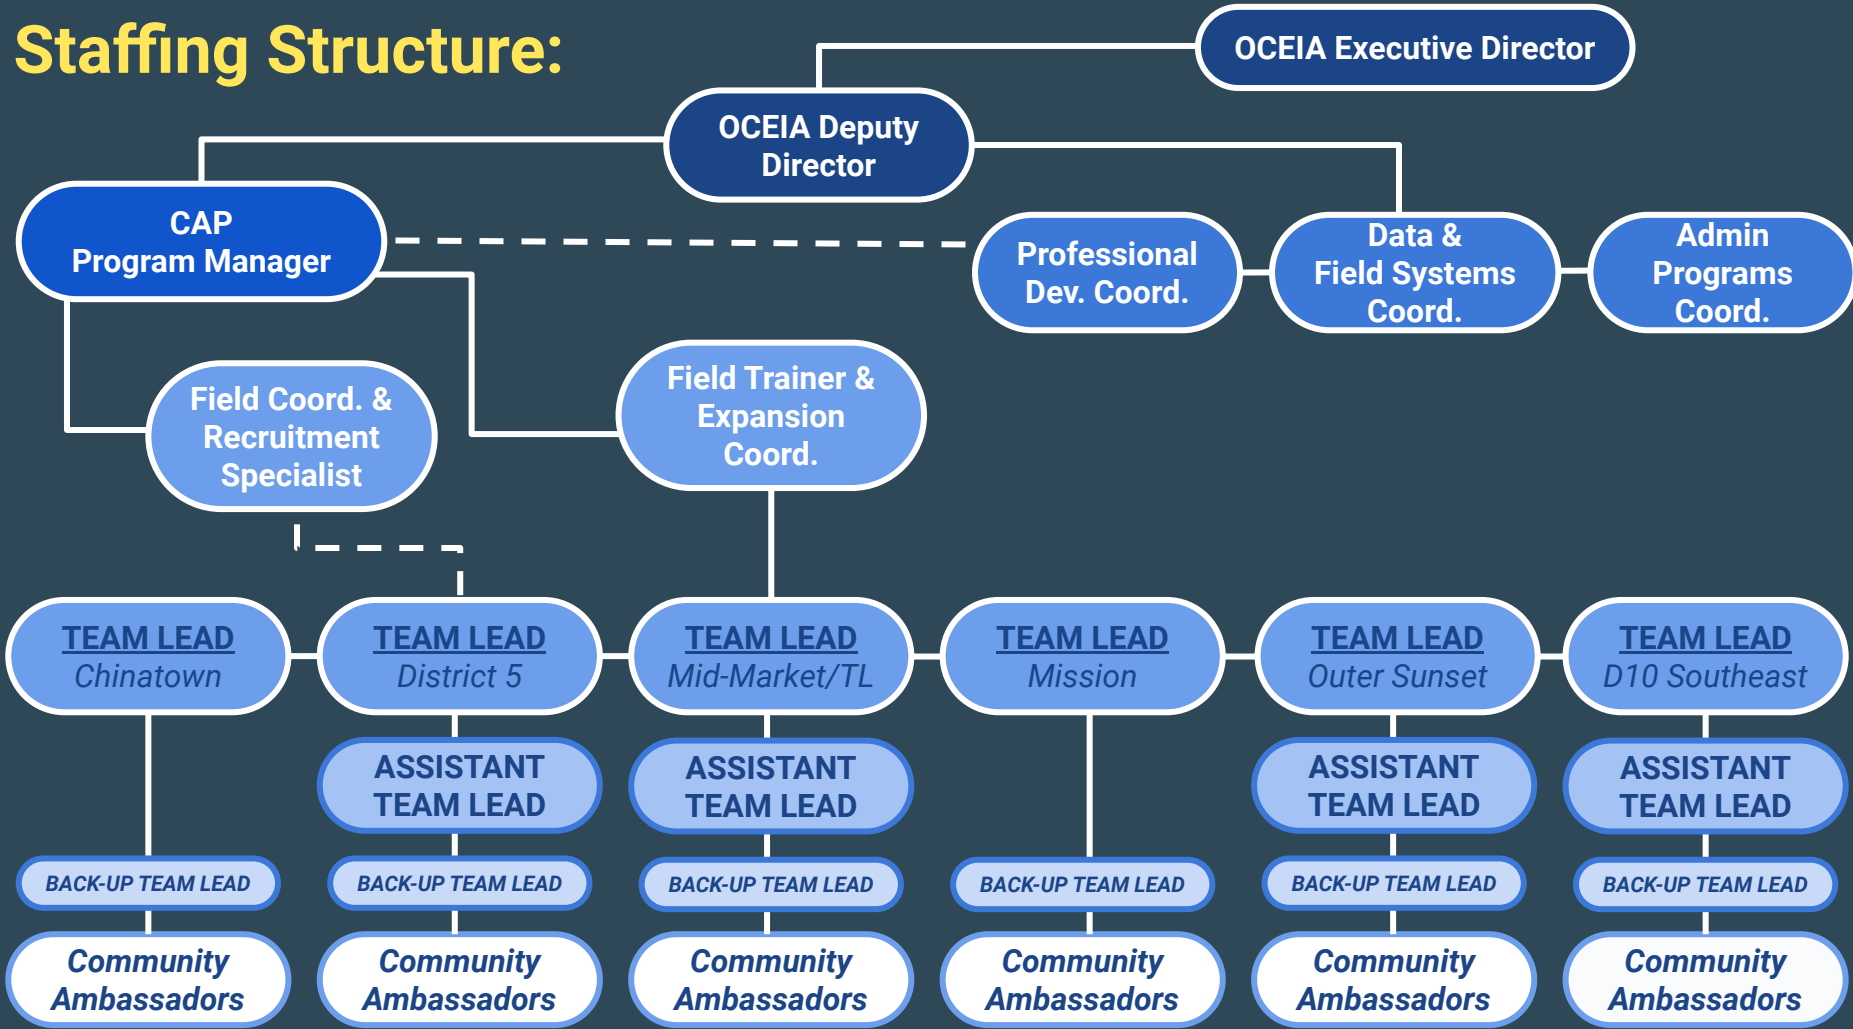 Staffing Structure:
OCEIA Executive Director
OCEIA Deputy
Director
CAP
Program Manager
Professional
Dev. Coord.
Data &
Field Systems
Coord.
Admin
Programs
Coord.
Field Coord. &
Recruitment
Specialist
Field Trainer &
Expansion
Coord.
TEAM LEAD
Chinatown
TEAM LEAD
District 5
TEAM LEAD
Mid-Market/TL
TEAM LEAD
Mission
TEAM LEAD
Outer Sunset
TEAM LEAD
D10 Southeast
ASSISTANT
TEAM LEAD
ASSISTANT
TEAM LEAD
ASSISTANT
TEAM LEAD
ASSISTANT
TEAM LEAD
BACK-UP TEAM LEAD
BACK-UP TEAM LEAD
BACK-UP TEAM LEAD
BACK-UP TEAM LEAD
BACK-UP TEAM LEAD
BACK-UP TEAM LEAD
Community
Ambassadors
Community
Ambassadors
Community
Ambassadors
Community
Ambassadors
Community
Ambassadors
Community
Ambassadors